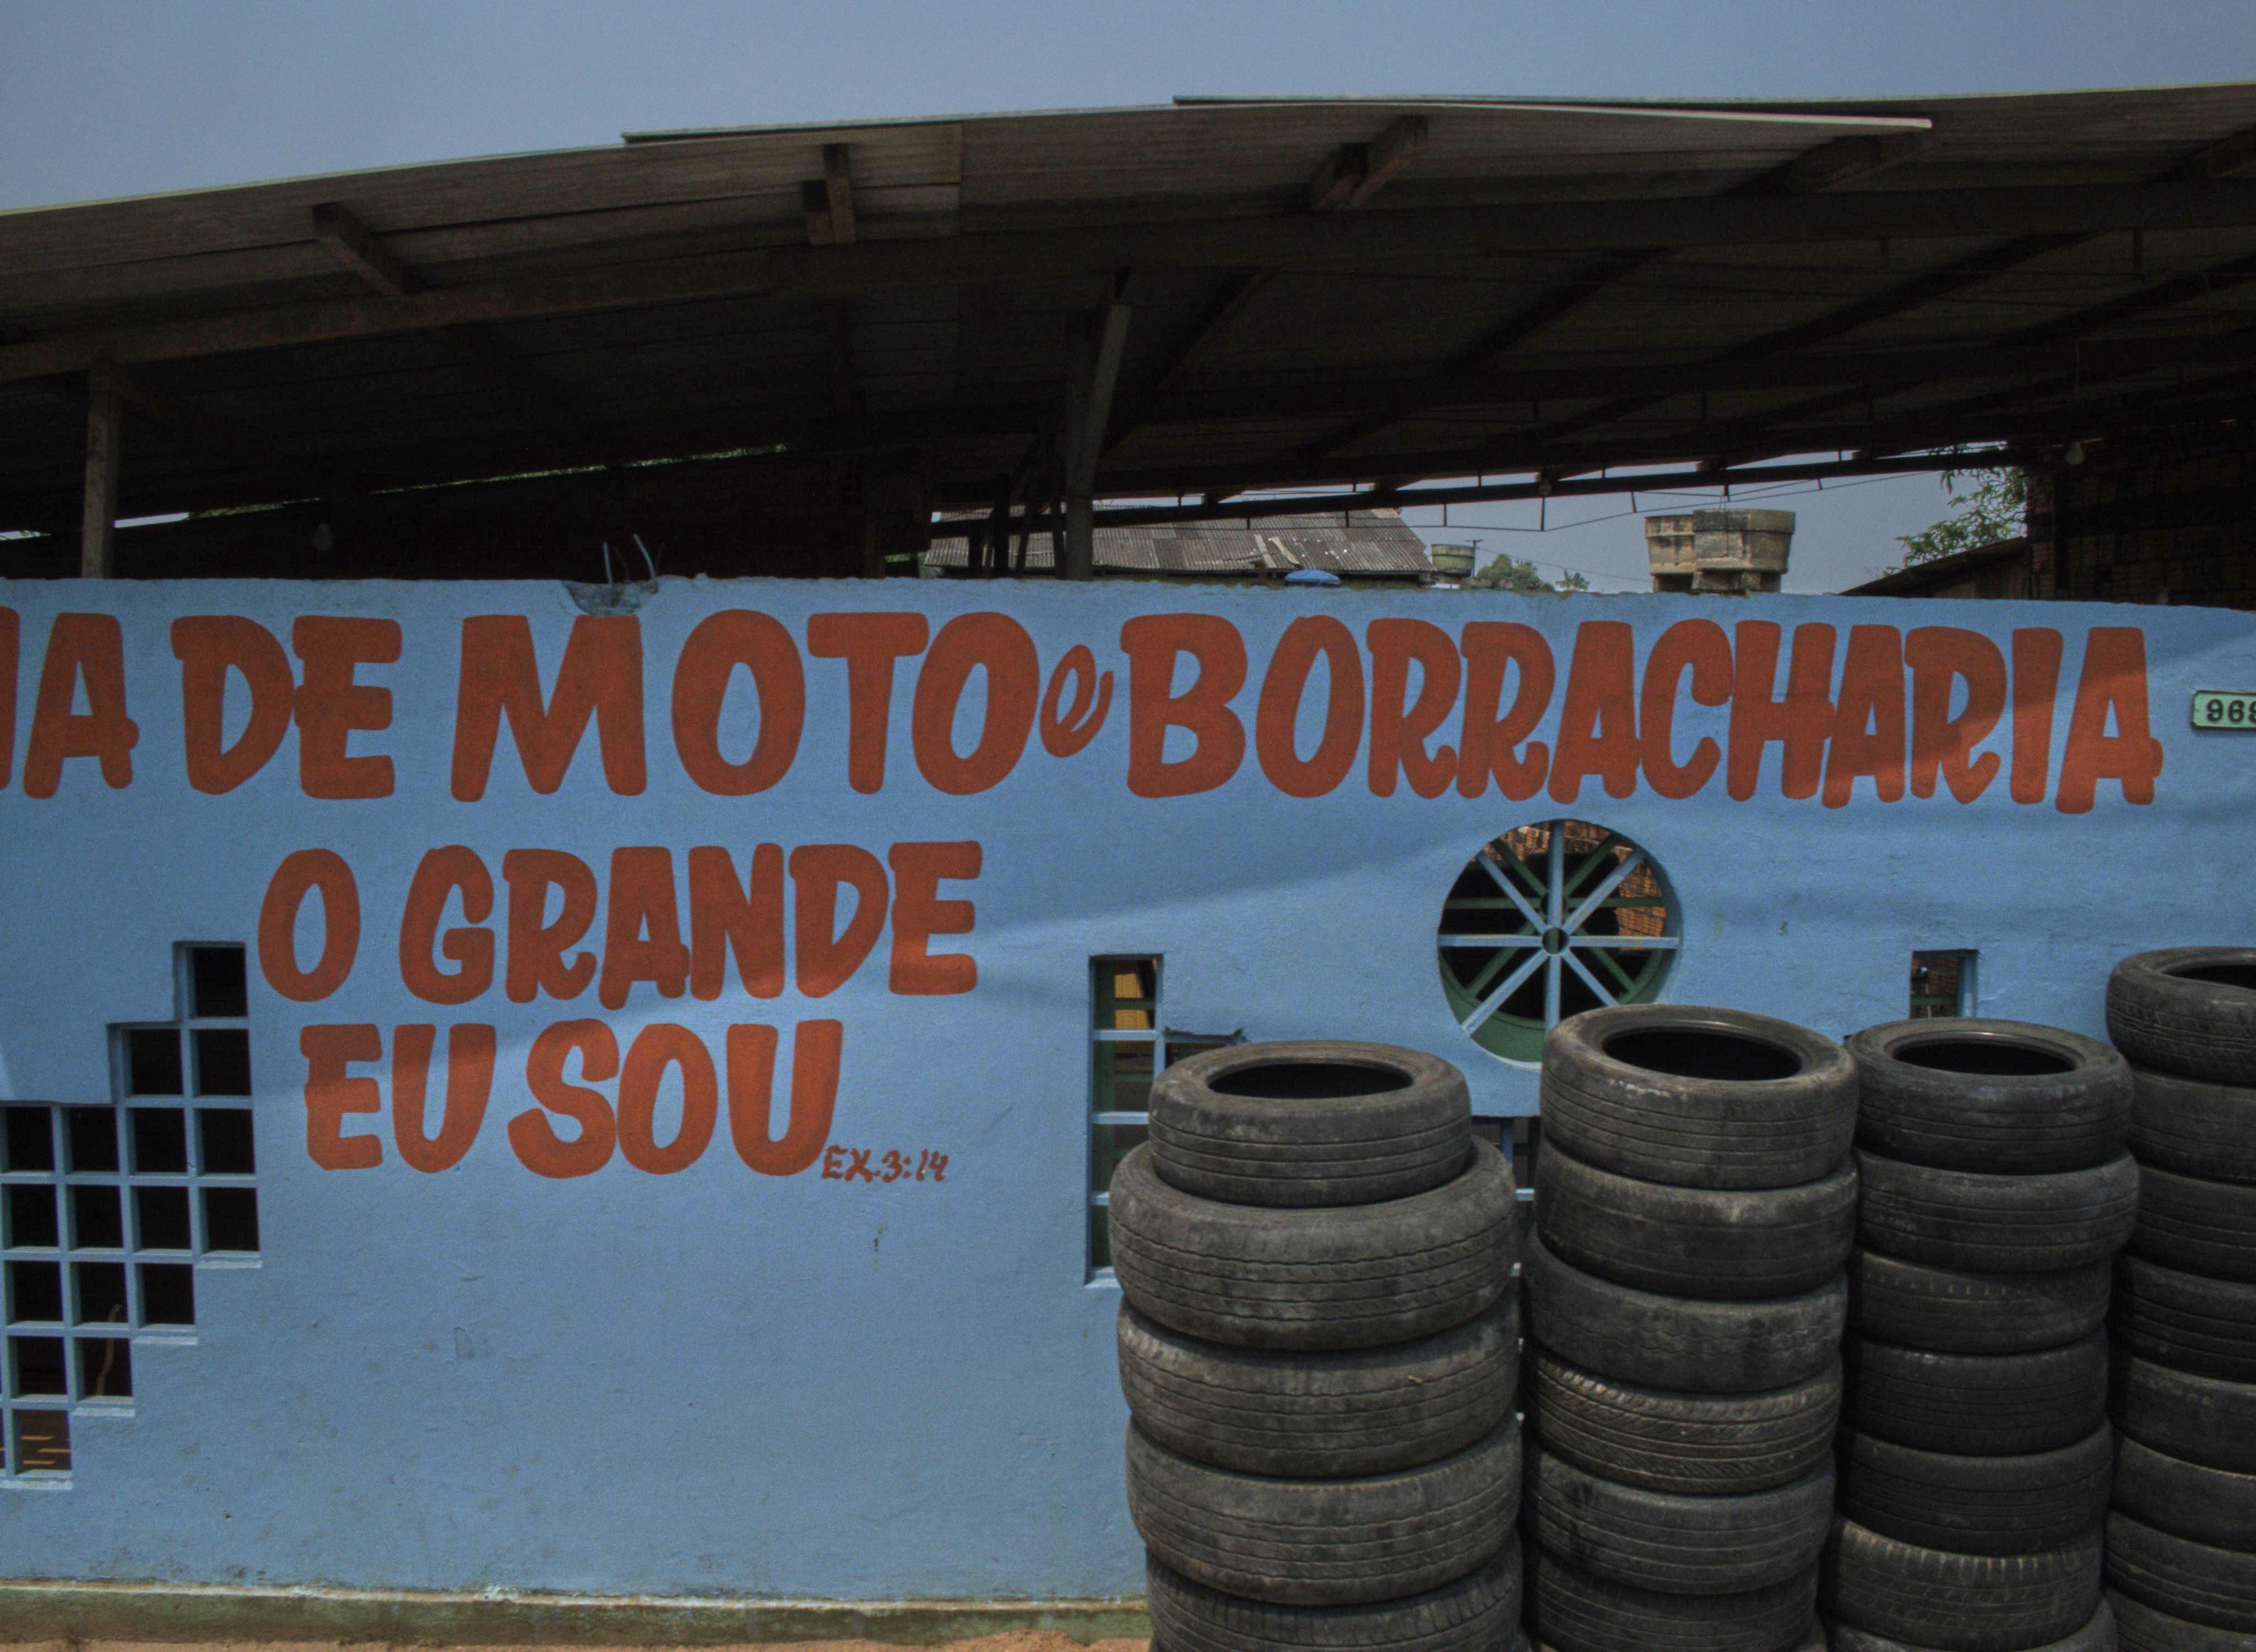 IA DE MOTO e BORRACHARIA
O GRANDE
EU SOU
EX.3:14